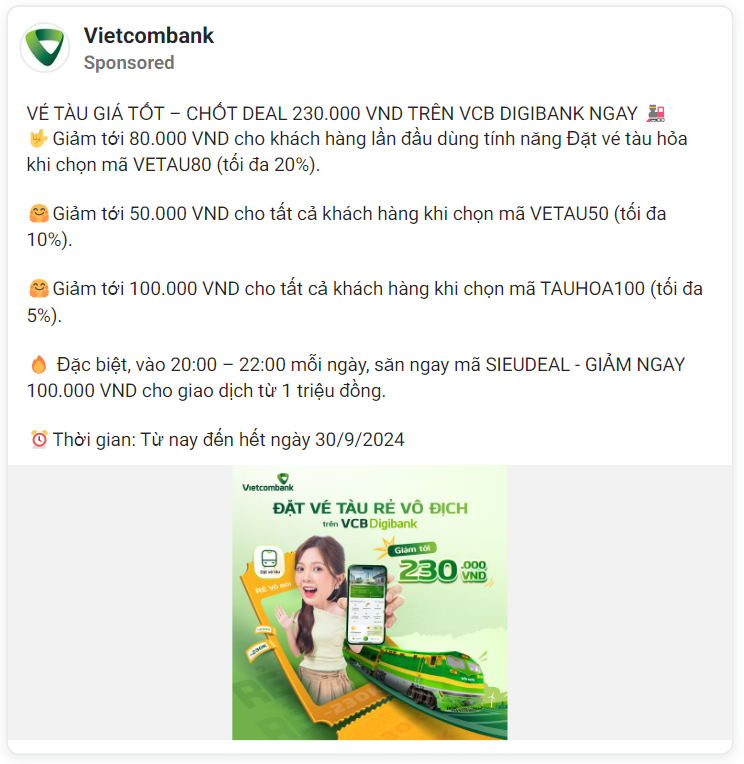 Vietcombank
Sponsored
VÉ TÀU GIÁ TỐT – CHỐT DEAL 230.000 VND TRÊN VCB DIGIBANK NGAY 🚂
🤟 Giảm tới 80.000 VND cho khách hàng lần đầu dùng tính năng Đặt vé tàu hỏa
khi chọn mã VETAU80 (tối đa 20%).
🤗 Giảm tới 50.000 VND cho tất cả khách hàng khi chọn mã VETAU50 (tối đa
10%).
🤗 Giảm tới 100.000 VND cho tất cả khách hàng khi chọn mã TAUHOA100 (tối đa
5%).
🔥 Đặc biệt, vào 20:00 – 22:00 mỗi ngày, săn ngay mã SIEUDEAL - GIẢM NGAY
100.000 VND cho giao dịch từ 1 triệu đồng.
⏰ Thời gian: Từ nay đến hết ngày 30/9/2024
Vietcombank
ĐẶT VÉ TÀU RẺ VÔ ĐỊCH
trên VCB Digibank
Giảm tới
230.000
VND
Đặt vé tàu
RẺ VÔ ĐỊCH
-230K
-230K